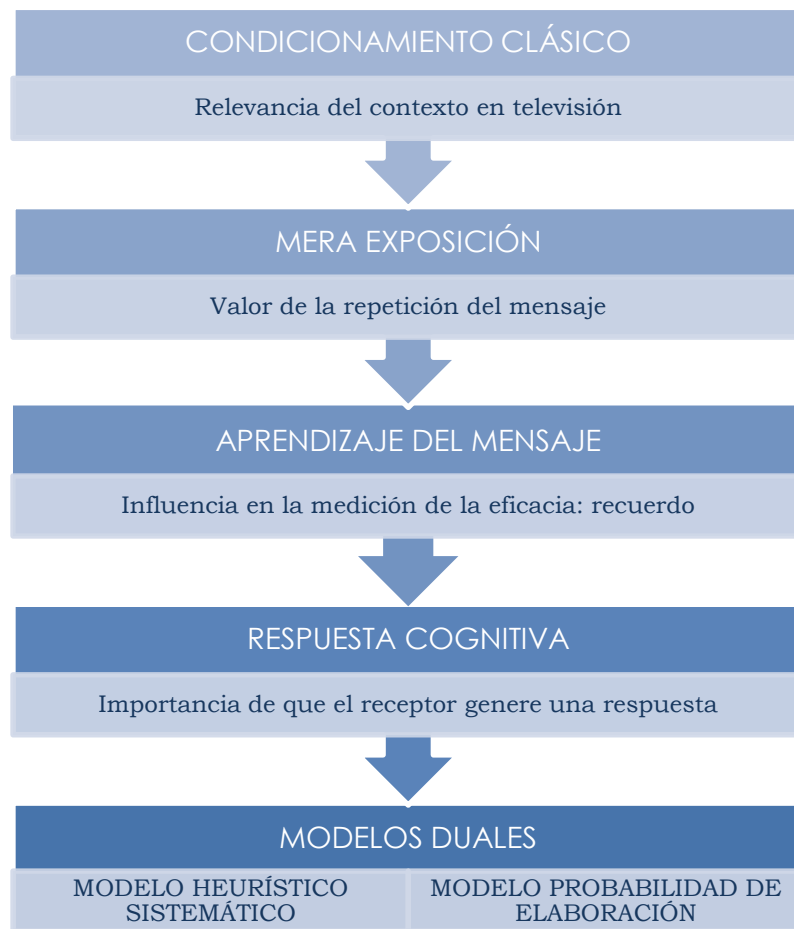 CONDICIONAMIENTO CLÁSICO
Relevancia del contexto en televisión
MERA EXPOSICIÓN
Valor de la repetición del mensaje
APRENDIZAJE DEL MENSAJE
Influencia en la medición de la eficacia: recuerdo
RESPUESTA COGNITIVA
Importancia de que el receptor genere una respuesta
MODELOS DUALES
MODELO HEURÍSTICO
SISTEMÁTICO
MODELO PROBABILIDAD DE
ELABORACIÓN